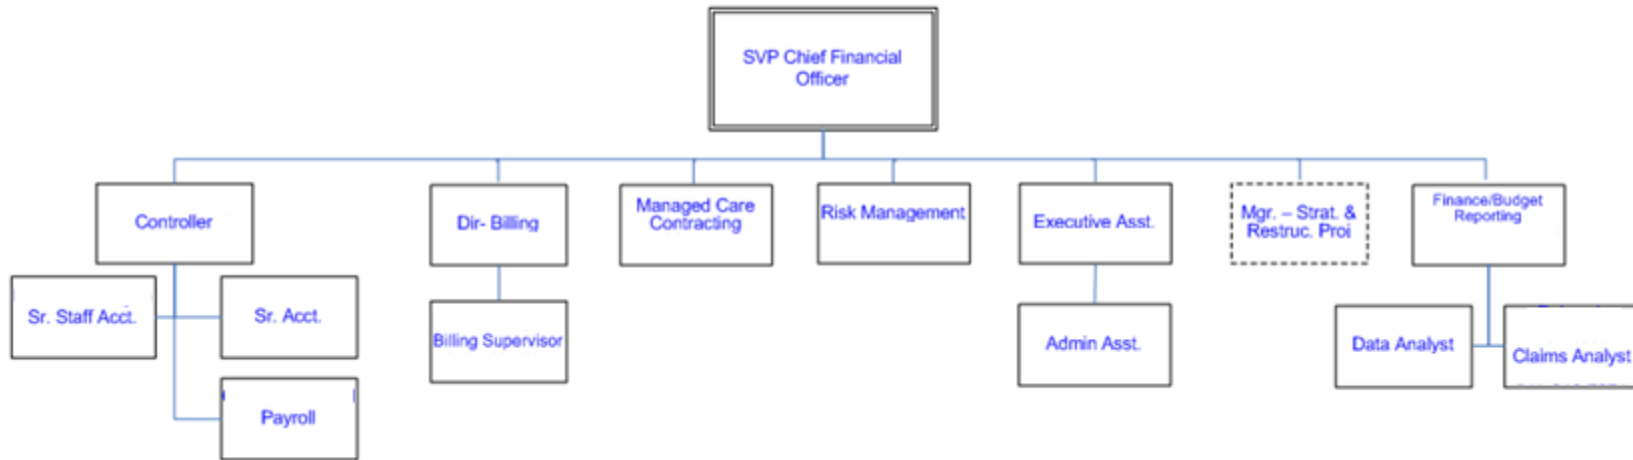 SVP Chief Financial
Officer
Controller
Dir- Billing
Managed Care
Contracting
Risk Management
Executive Asst.
Mgr. – Strat. &
Restruc. Proi
Finance/Budget
Reporting
Sr. Staff Acct.
Sr. Acct.
Billing Supervisor
Admin Asst.
Data Analyst
Claims Analyst
Payroll